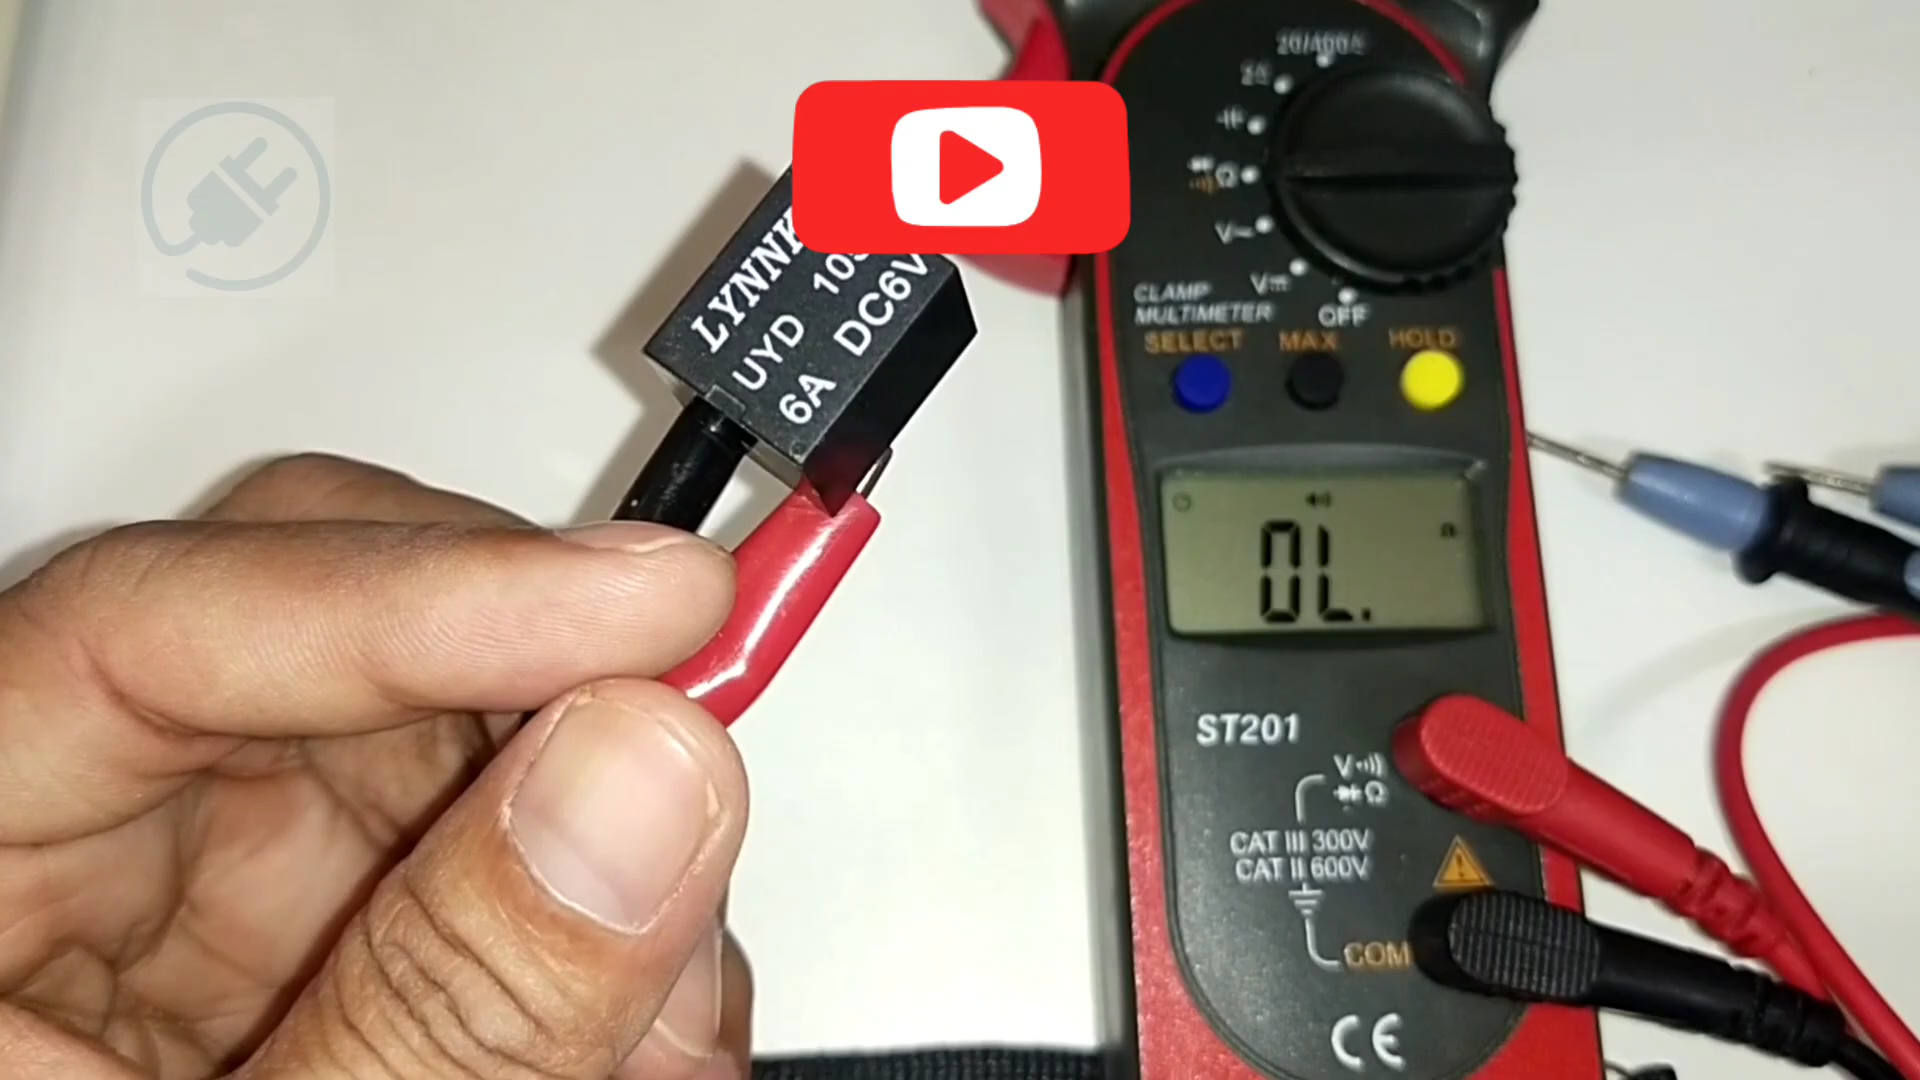 20/400A
LYNNK
UYD 10
6A DC6V
V~
V
OFF
CLAMP
MULTIMETER
SELECT MAX HOLD
OL.
ST201
V
Ω
CAT III 300V
CAT II 600V
COM
CE